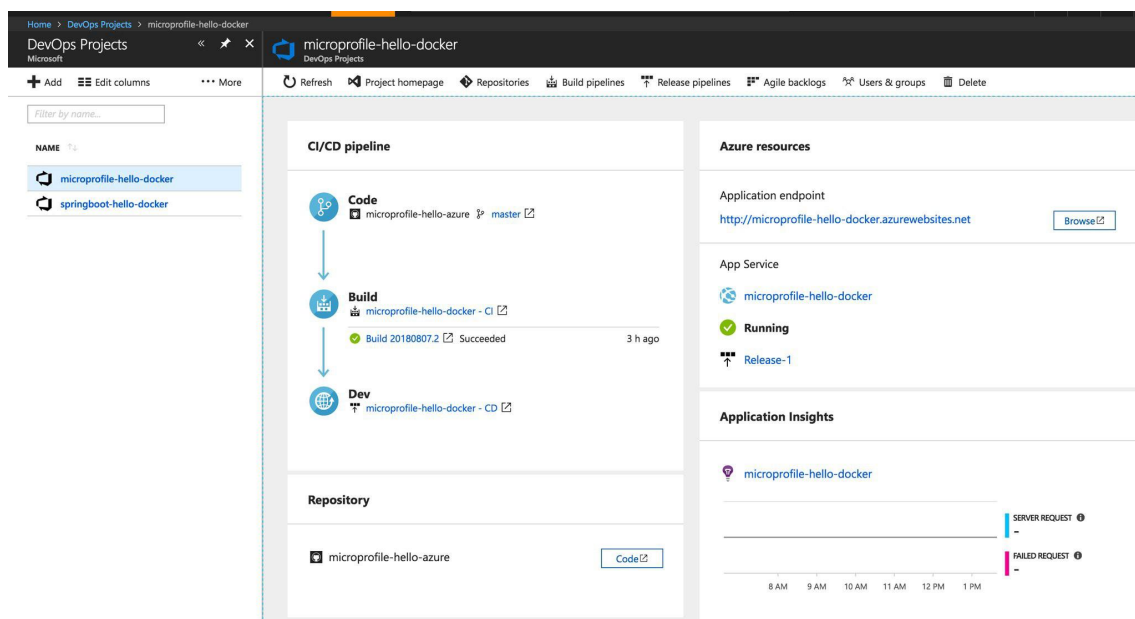 Home > DevOps Projects > microprofile-hello-docker
DevOps Projects
Microsoft
microprofile-hello-docker
DevOps Projects
Add Edit columns ••• More
Refresh Project homepage Repositories Build pipelines Release pipelines Agile backlogs Users & groups Delete
Filter by name...
NAME
microprofile-hello-docker
springboot-hello-docker
CI/CD pipeline
Code
microprofile-hello-azure master
Build
microprofile-hello-docker - CI
Build 20180807.2 Succeeded 3 h ago
Dev
microprofile-hello-docker - CD
Repository
microprofile-hello-azure Code
Azure resources
Application endpoint
http://microprofile-hello-docker.azurewebsites.net Browse
App Service
microprofile-hello-docker
Running
Release-1
Application Insights
microprofile-hello-docker
SERVER REQUEST
-
FAILED REQUEST
-
8 AM 9 AM 10 AM 11 AM 12 PM 1 PM